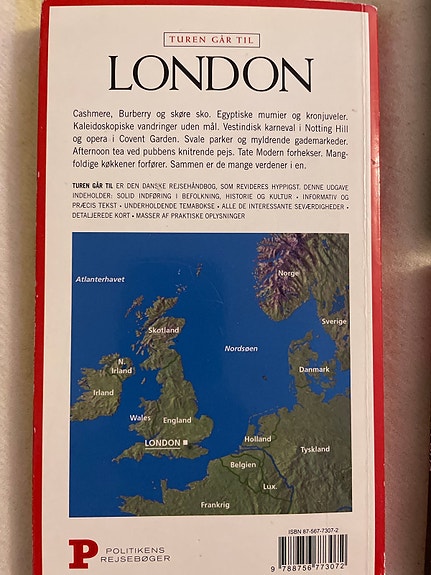 TUREN GÅR TIL
LONDON
Cashmere, Burberry og skøre sko. Egyptiske mumier og kronjuveler.
Kaleidoskopiske vandringer uden mål. Vestindisk karneval i Notting Hill
og opera i Covent Garden. Svale parker og myldrende gademarkeder.
Afternoon tea ved pubbens knitrende pejs. Tate Modern forhekser. Mang-
foldige køkkener forfører. Sammen er de mange verdener i en.
TUREN GÅR TIL ER DEN DANSKE REJSEHÅNDBOG, SOM REVIDERES HYPPIGST. DENNE UDGAVE
INDEHOLDER: SOLID INDFØRING I BEFOLKNING, HISTORIE OG KULTUR • INFORMATIV OG
PRÆCIS TEKST • UNDERHOLDENDE TEMABOKSE • ALLE DE INTERESSANTE SEVÆRDIGHEDER •
DETALJEREDE KORT • MASSER AF PRAKTISKE OPLYSNINGER
Atlanterhavet
Norge
Sverige
Skotland
Nordsøen
N.
Irland
Danmark
Irland
Wales
England
LONDON
Holland
Tyskland
Belgien
Lux.
Frankrig
ISBN 87-567-7307-2
9 788756 773072
P POLITIKENS
REJSEBØGER